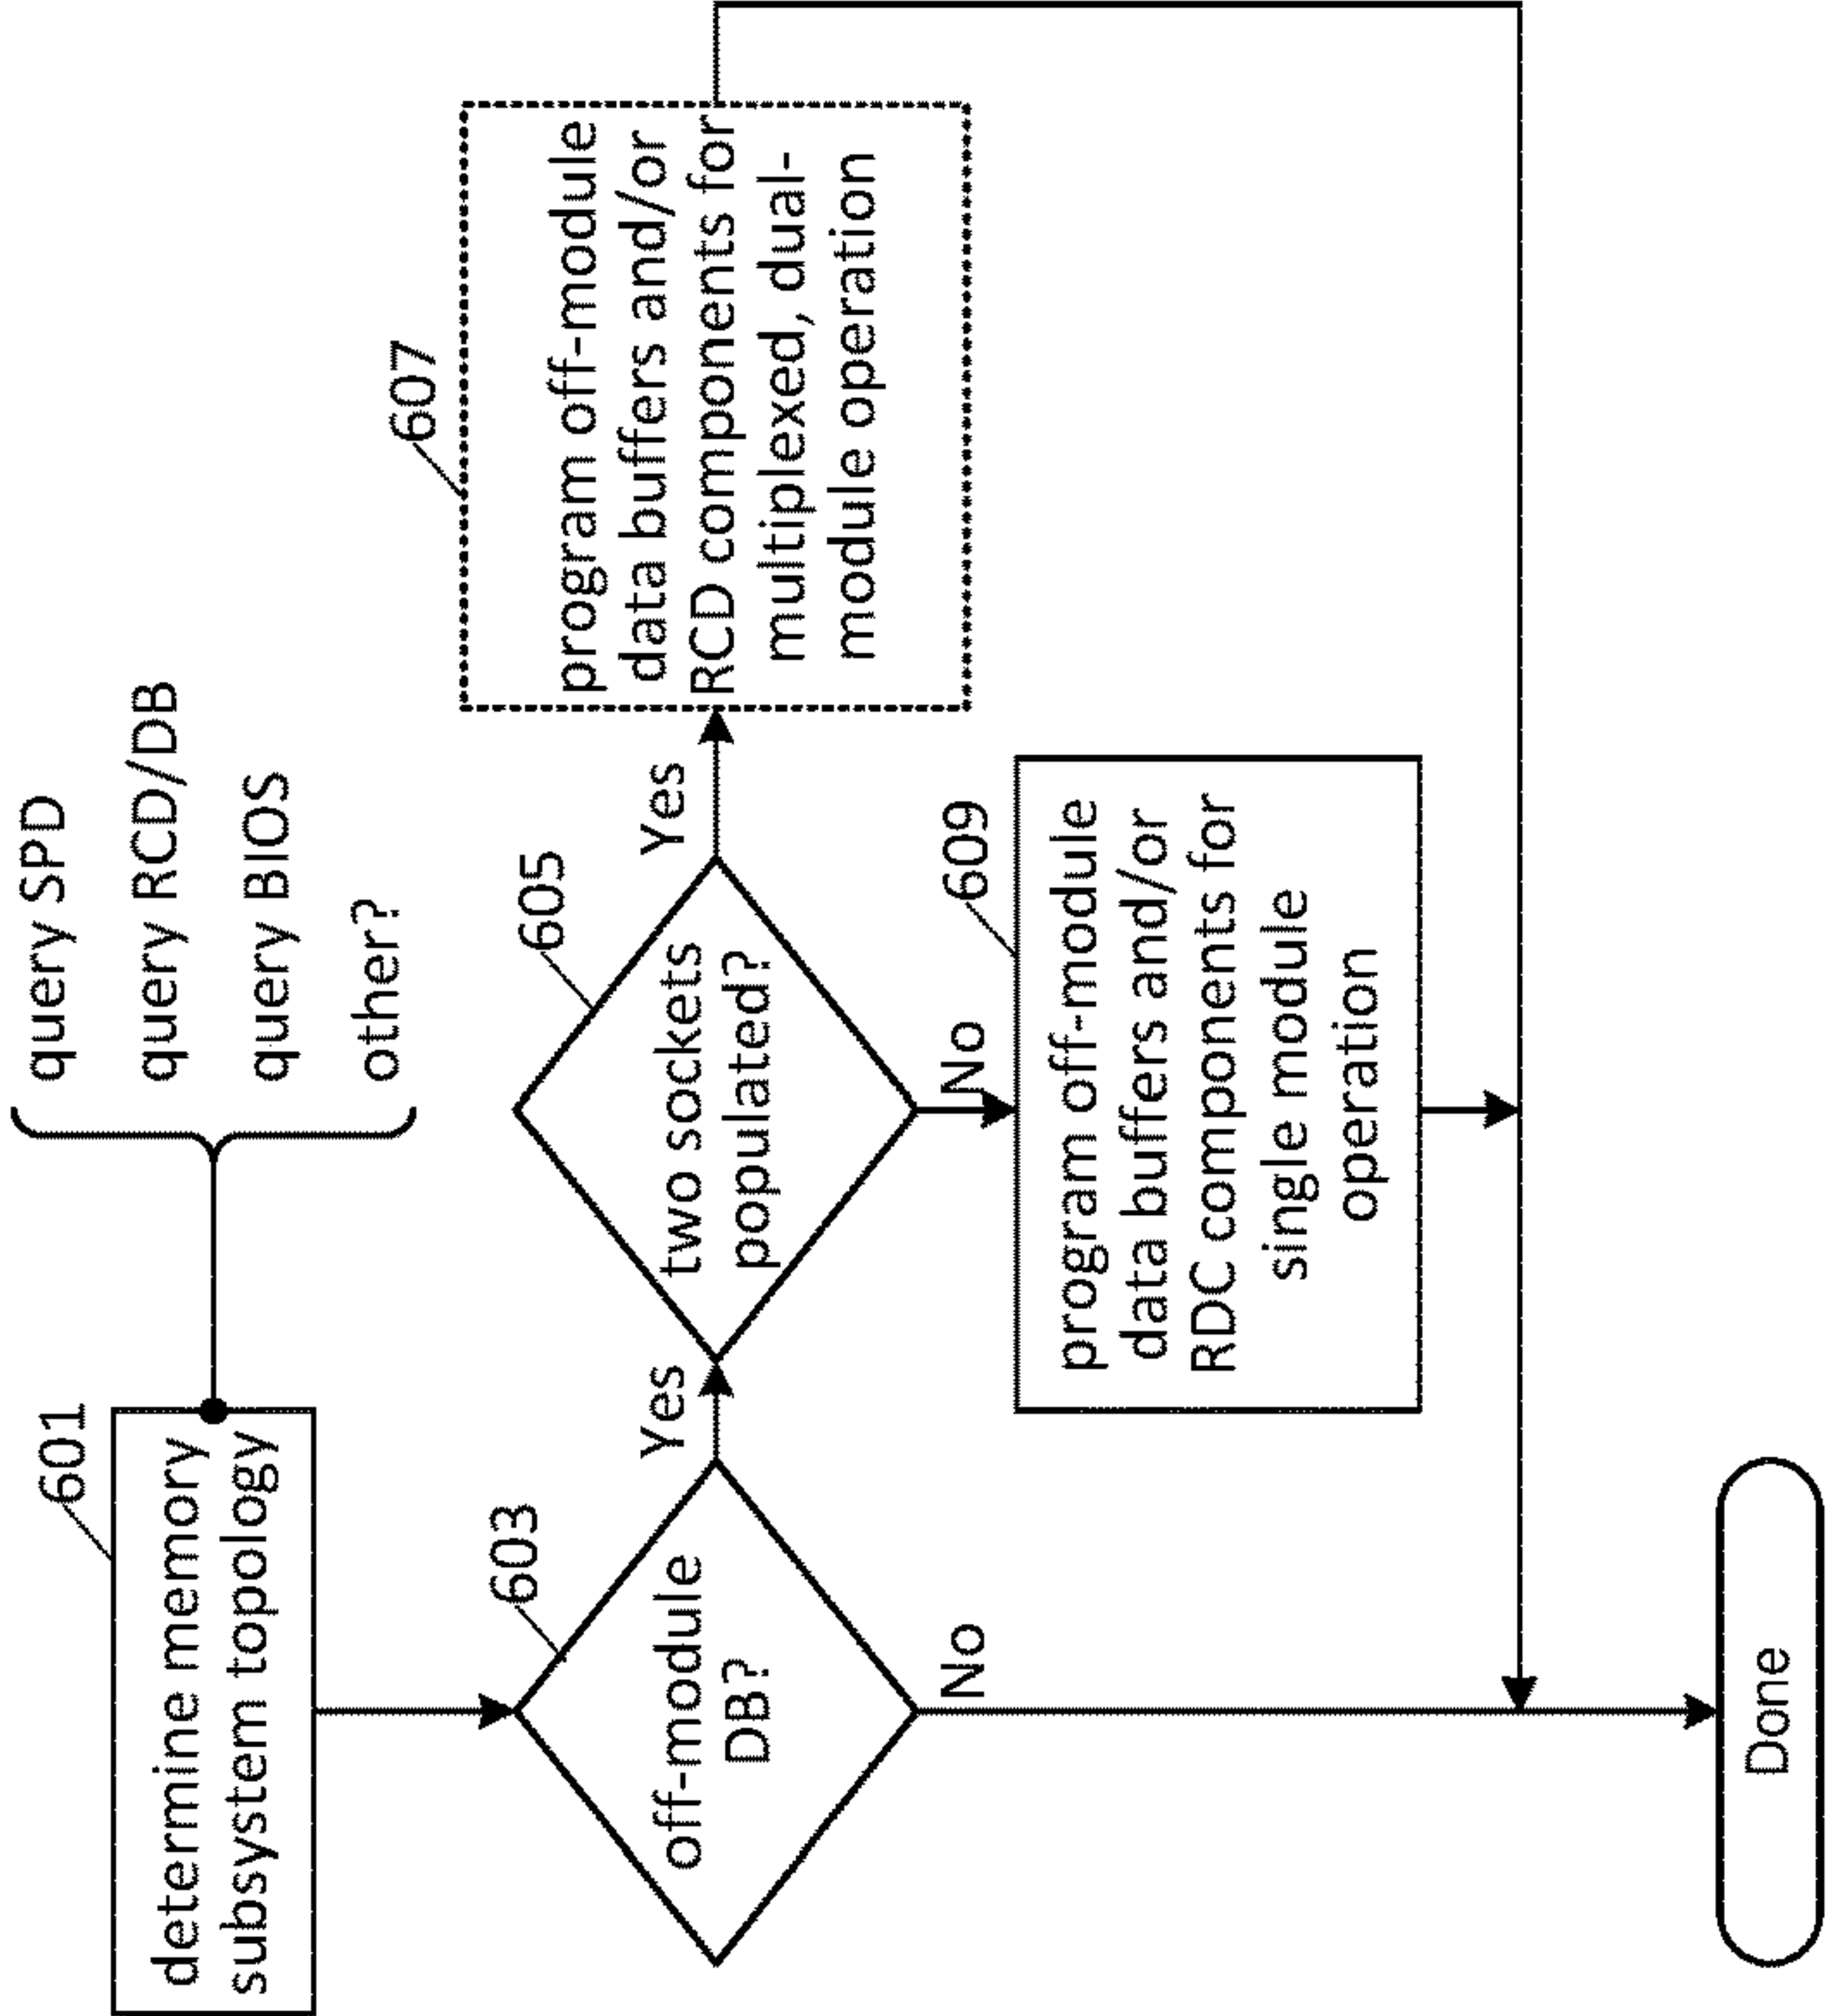 601
determine memory
subsystem topology
query SPD
query RCD/DB
query BIOS
other?
603
off-module
DB?
Yes
No
605
two sockets
populated?
Yes
No
607
program off-module
data buffers and/or
RCD components for
multiplexed, dual-
module operation
609
program off-module
data buffers and/or
RDC components for
single module
operation
Done